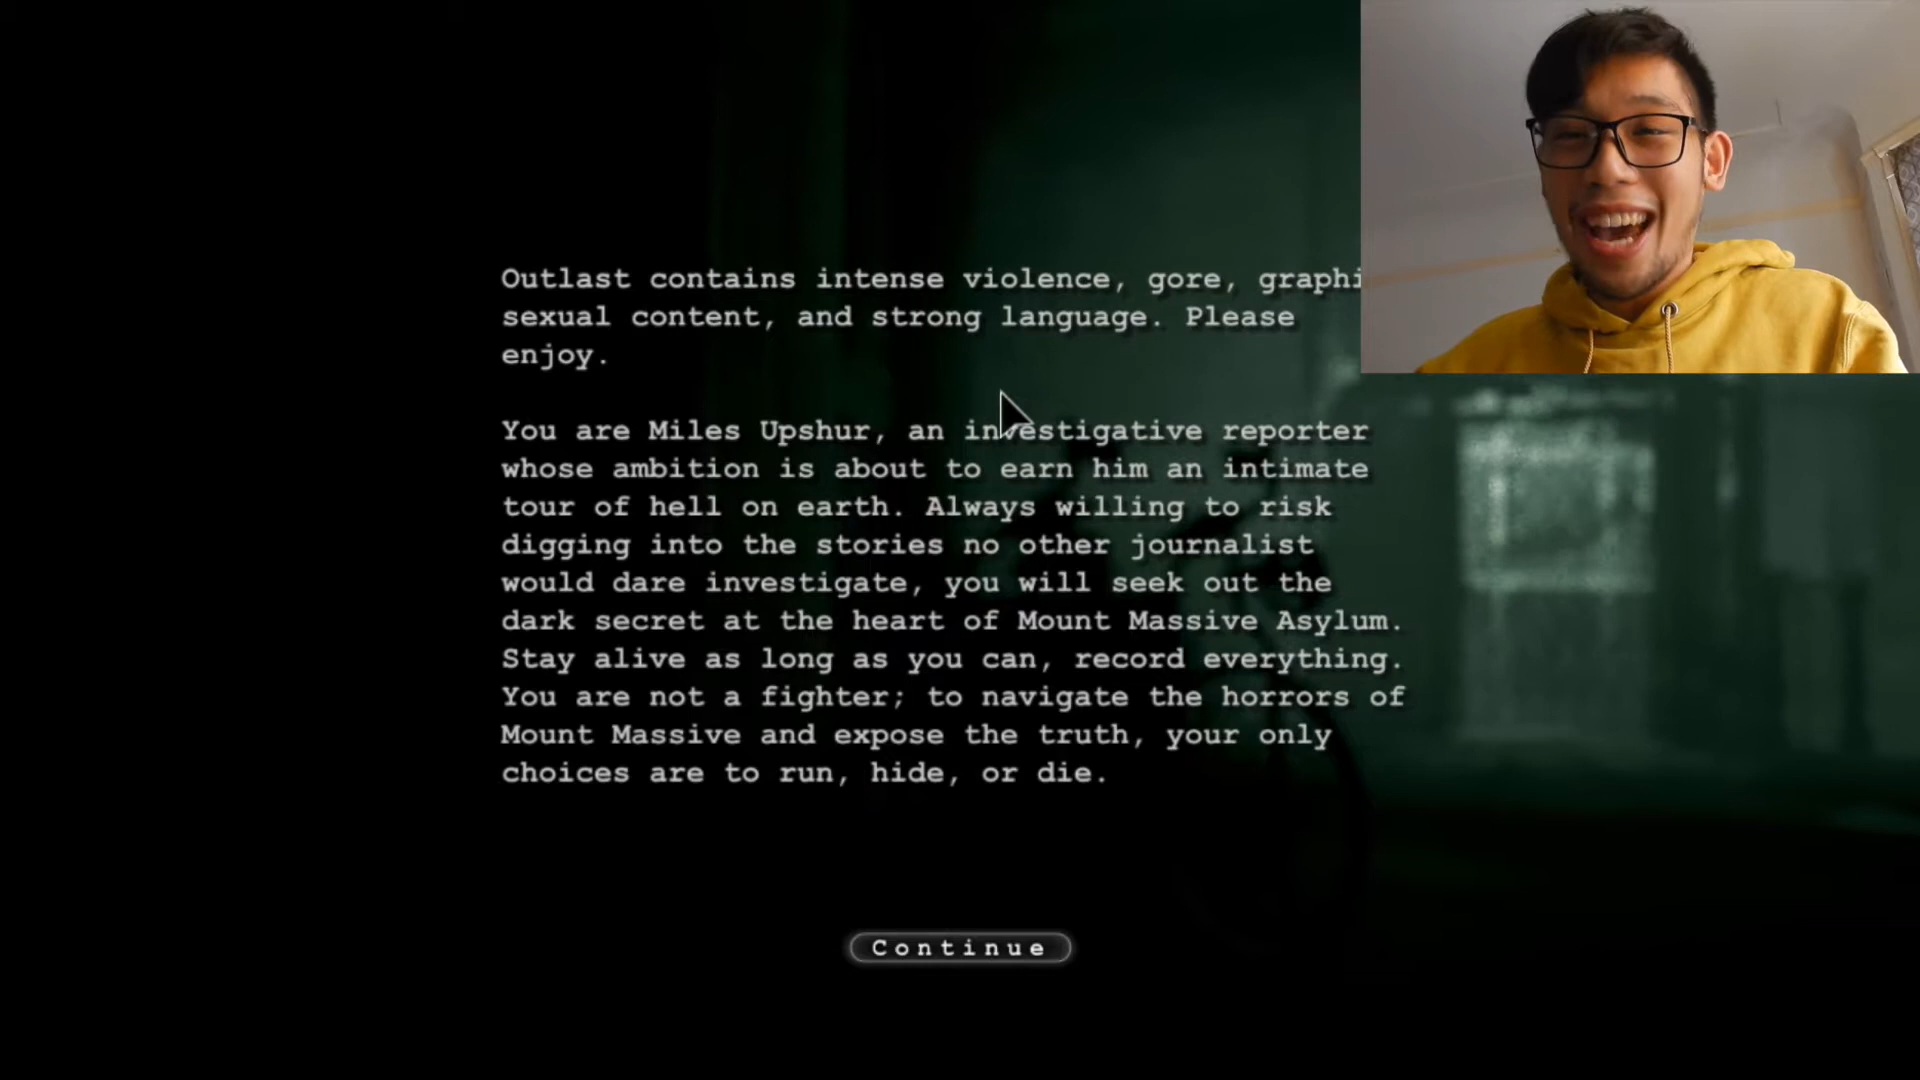 Outlast contains intense violence, gore, graphi
sexual content, and strong language. Please
enjoy.
You are Miles Upshur, an investigative reporter
whose ambition is about to earn him an intimate
tour of hell on earth. Always willing to risk
digging into the stories no other journalist
would dare investigate, you will seek out the
dark secret at the heart of Mount Massive Asylum.
Stay alive as long as you can, record everything.
You are not a fighter; to navigate the horrors of
Mount Massive and expose the truth, your only
choices are to run, hide, or die.
Continue